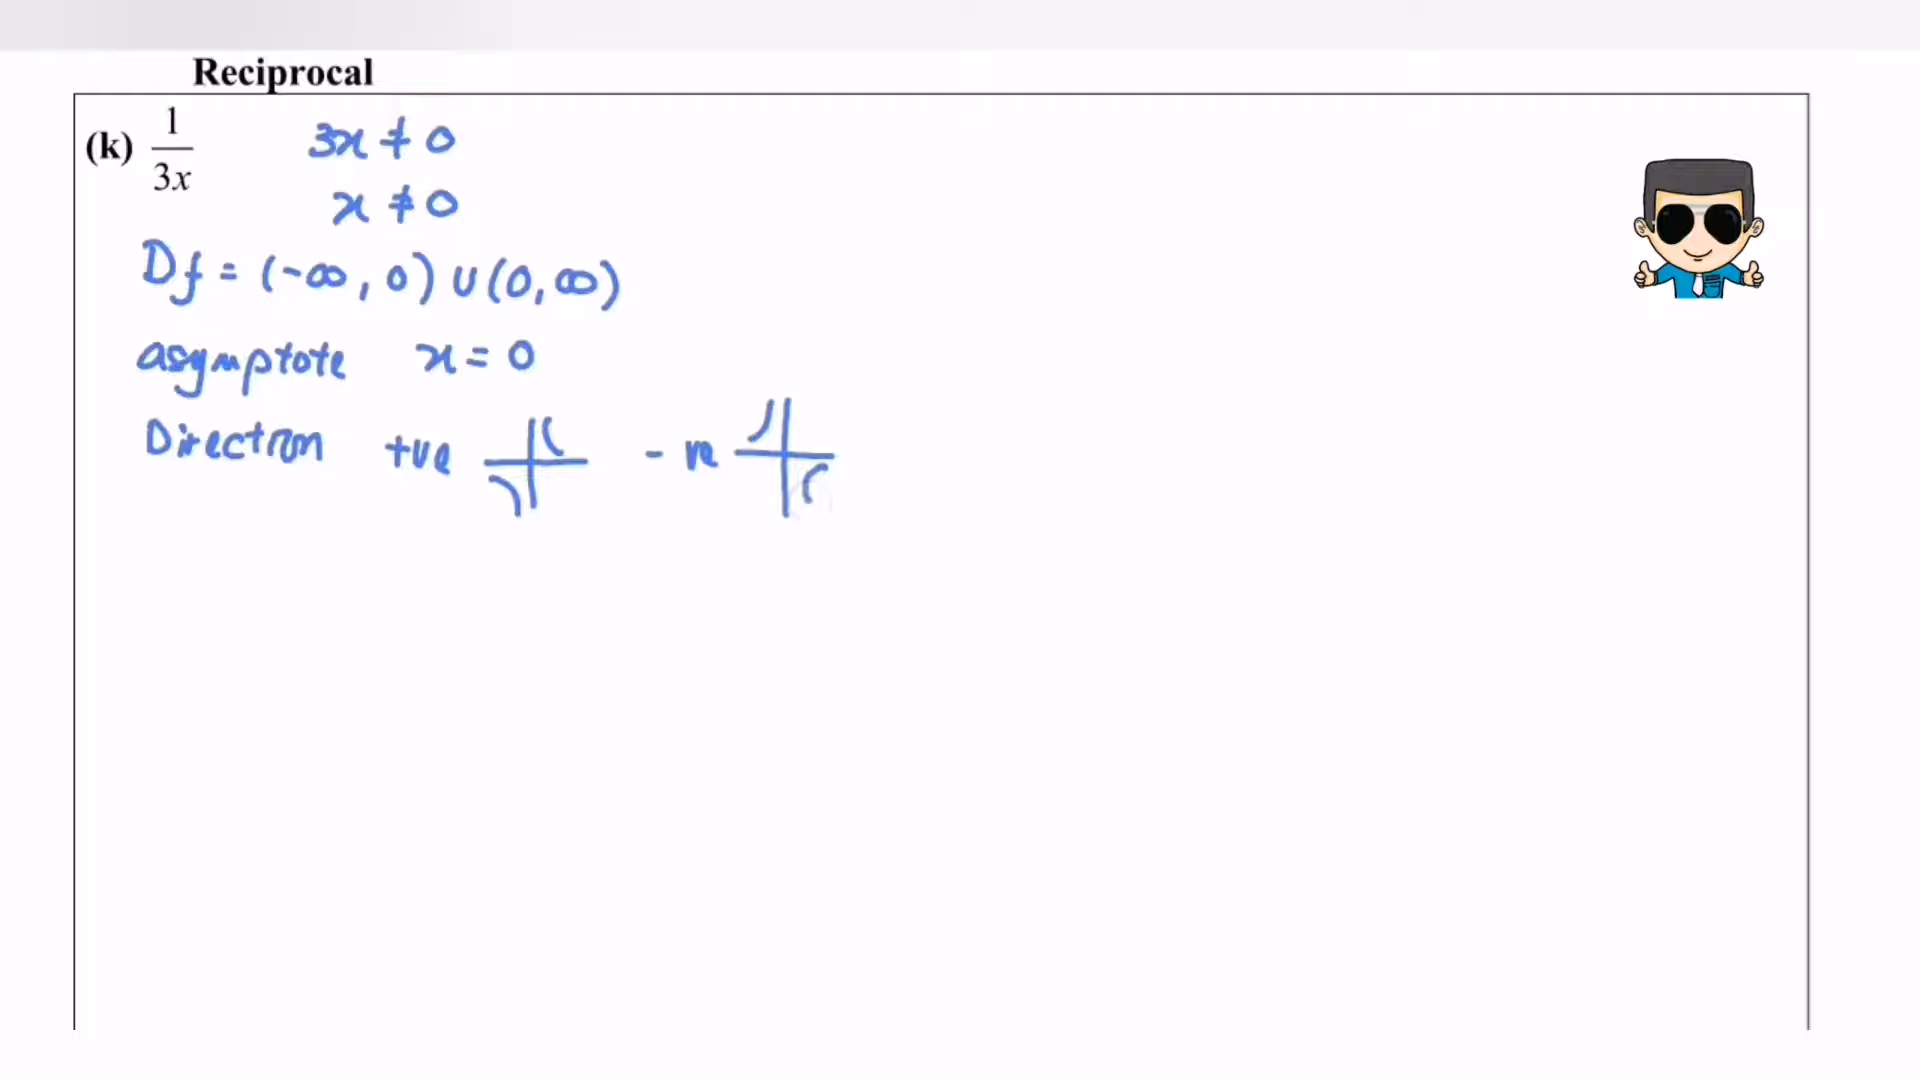 Reciprocal
(k) 1/3x 3x ≠ 0
x ≠ 0
Df = (-∞, 0) ∪ (0, ∞)
asymptote x = 0
Direction +ve - ve